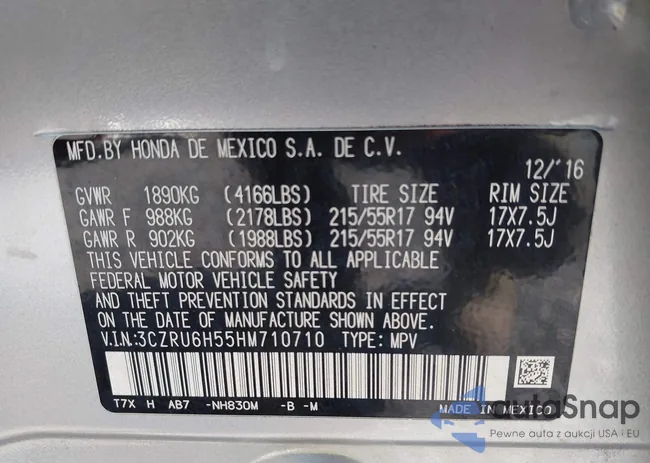 MFD.BY HONDA DE MEXICO S.A. DE C.V.
12/'16
GVWR 1890KG (4166LBS) TIRE SIZE RIM SIZE
GAWR F 988KG (2178LBS) 215/55R17 94V 17X7.5J
GAWR R 902KG (1988LBS) 215/55R17 94V 17X7.5J
THIS VEHICLE CONFORMS TO ALL APPLICABLE
FEDERAL MOTOR VEHICLE SAFETY
AND THEFT PREVENTION STANDARDS IN EFFECT
ON THE DATE OF MANUFACTURE SHOWN ABOVE.
V.I.N.:3CZRU6H55HM710710 TYPE: MPV
T7X H AB7 -NH830M -B -M
MADE IN MEXICO
autoSnap
Pewne auta z aukcji USA i EU